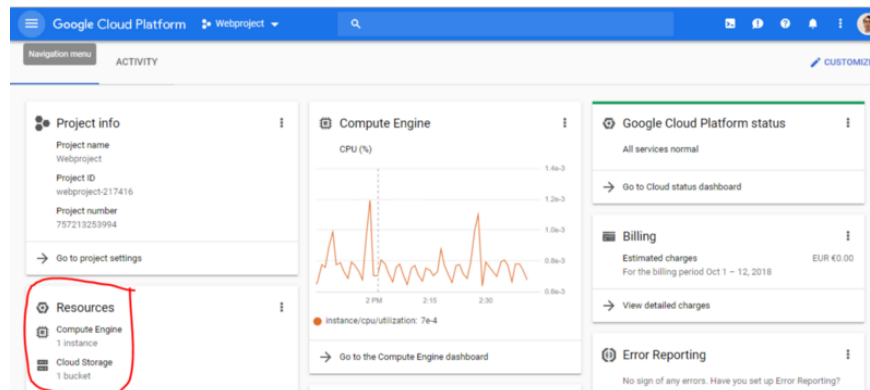 Google Cloud Platform Webproject
Navigation menu
ACTIVITY
CUSTOMIZE
Project info
Project name
Webproject
Project ID
webproject-217416
Project number
757213253994
Go to project settings
Resources
Compute Engine
1 instance
Cloud Storage
1 bucket
Compute Engine
CPU (%)
1.4e-3
1.2e-3
1.0e-3
0.8e-3
0.6e-3
2 PM 2:15 2:30
instance/cpu/utilization: 7e-4
Go to the Compute Engine dashboard
Google Cloud Platform status
All services normal
Go to Cloud status dashboard
Billing
Estimated charges EUR €0.00
For the billing period Oct 1 – 12, 2018
View detailed charges
Error Reporting
No sign of any errors. Have you set up Error Reporting?